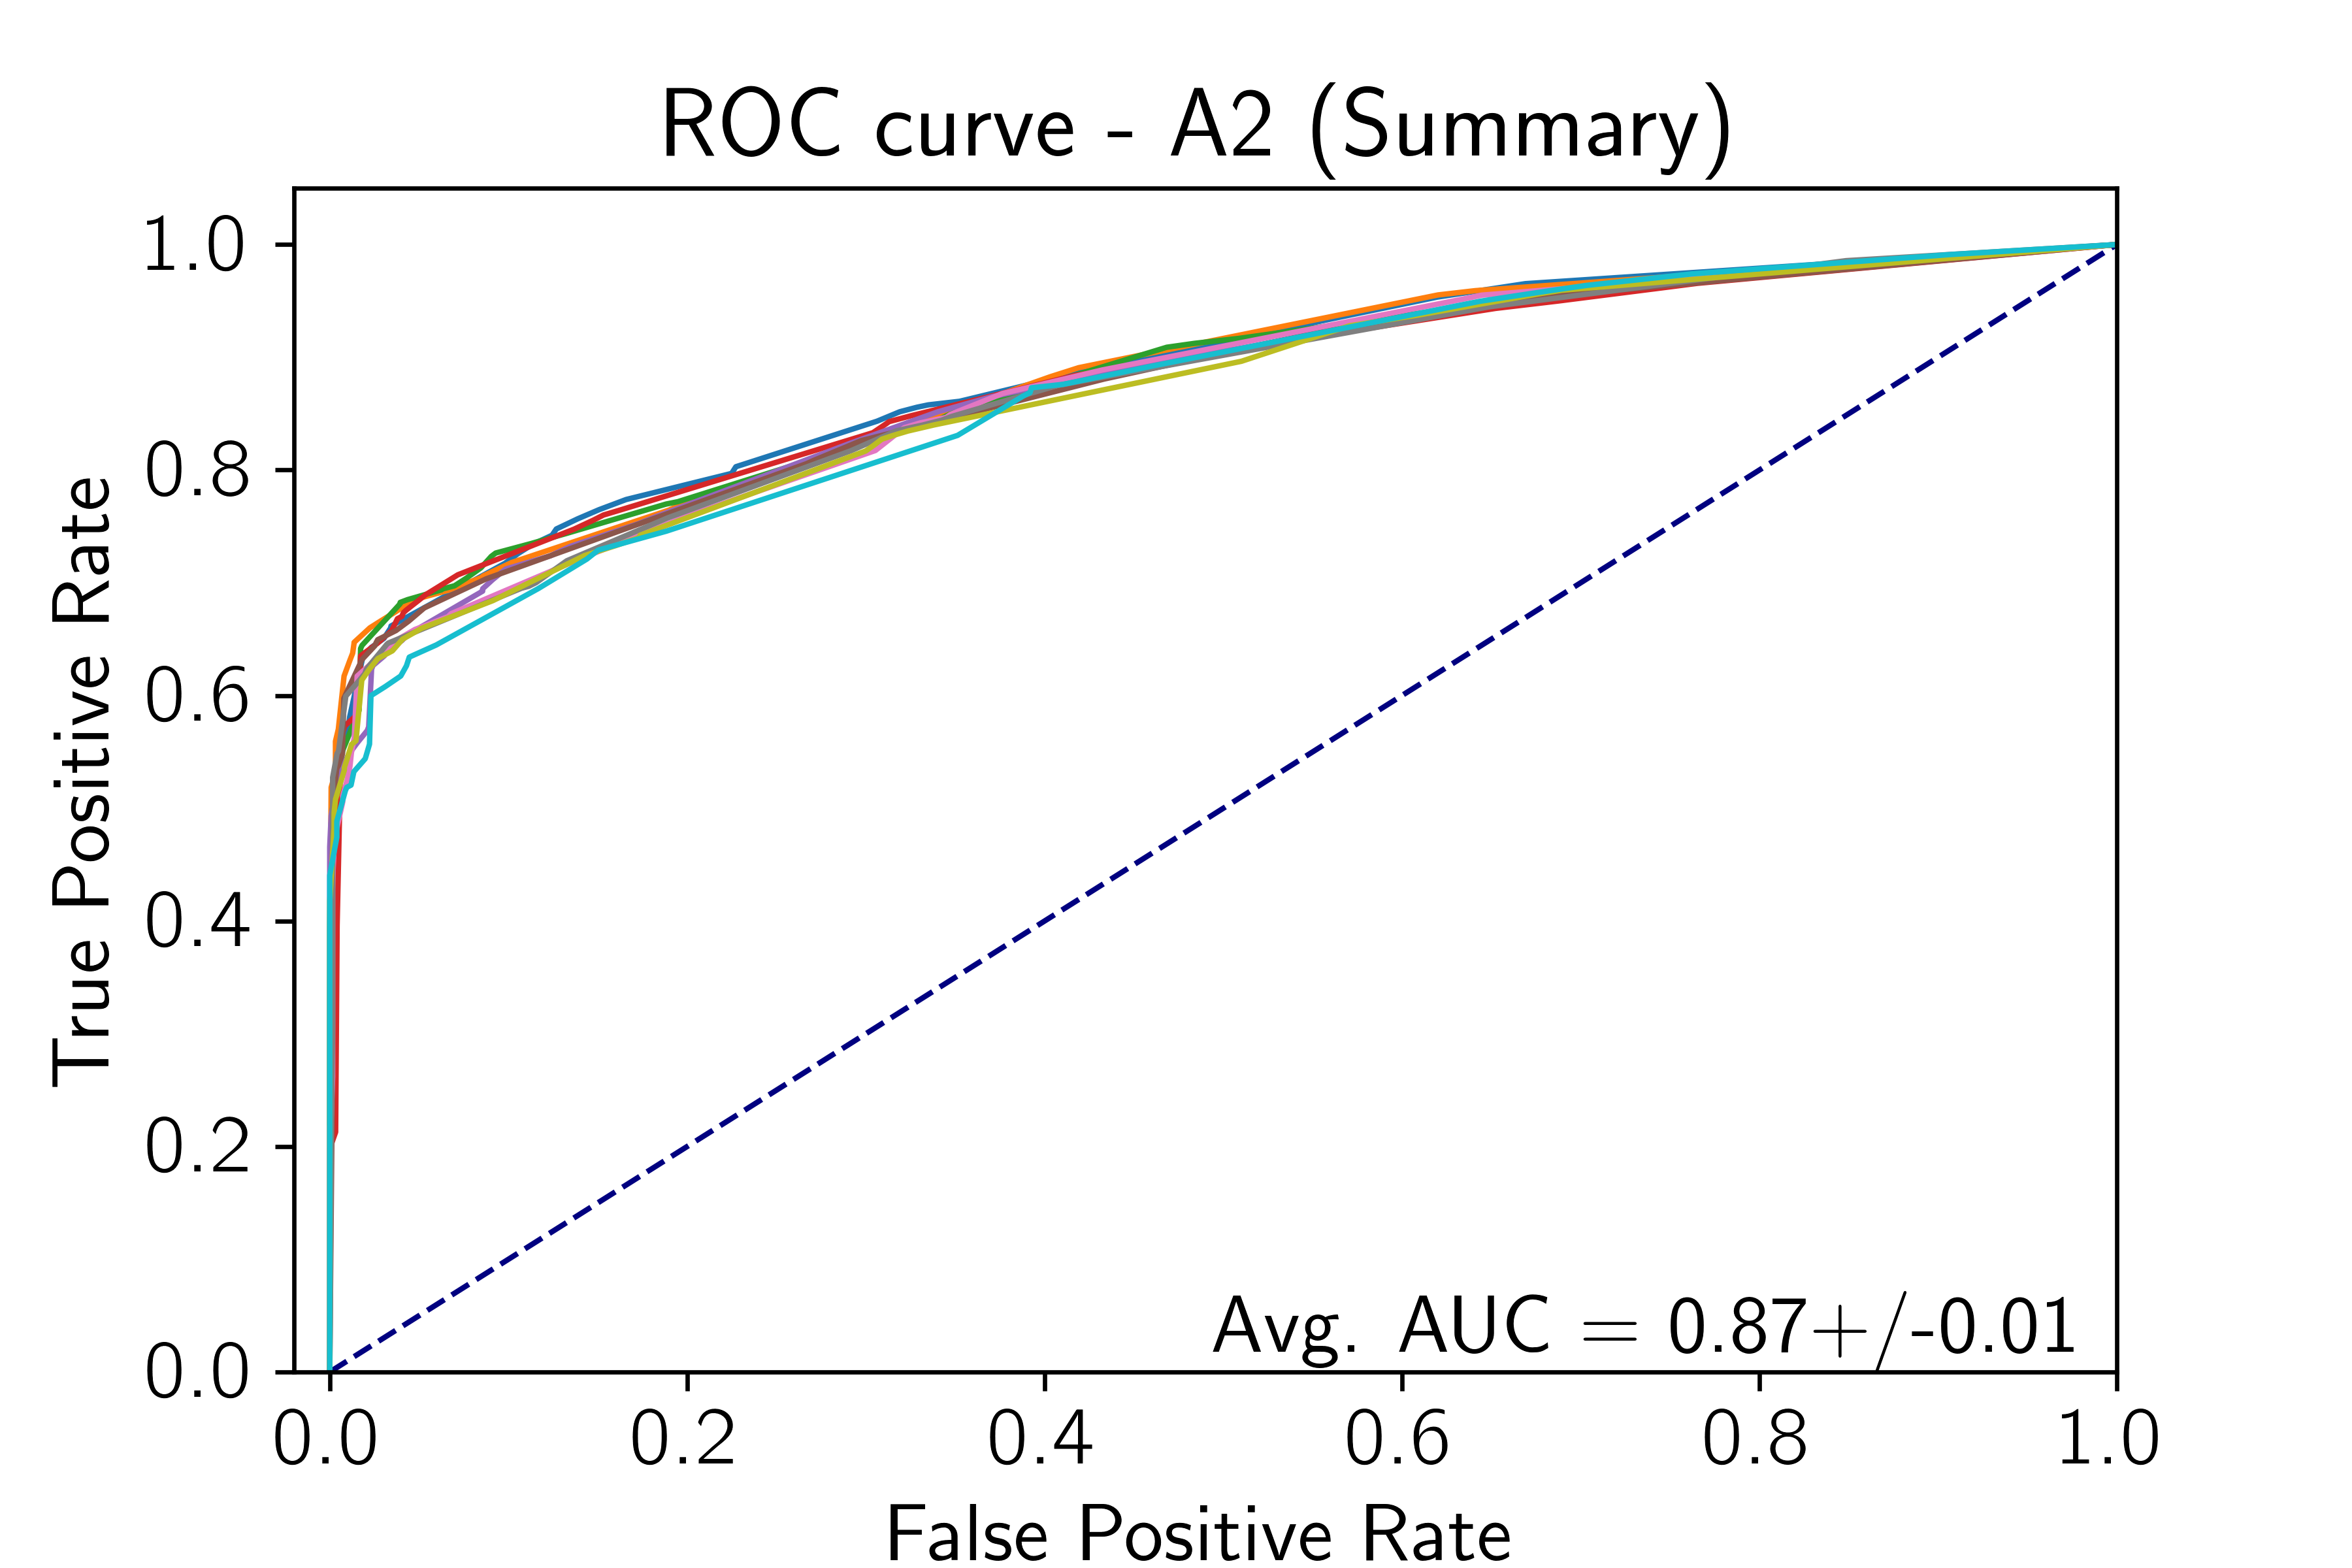 ROC curve - A2 (Summary)
True Positive Rate
1.0
0.8
0.6
0.4
0.2
0.0
Avg. AUC = 0.87+/-0.01
0.0 0.2 0.4 0.6 0.8 1.0
False Positive Rate